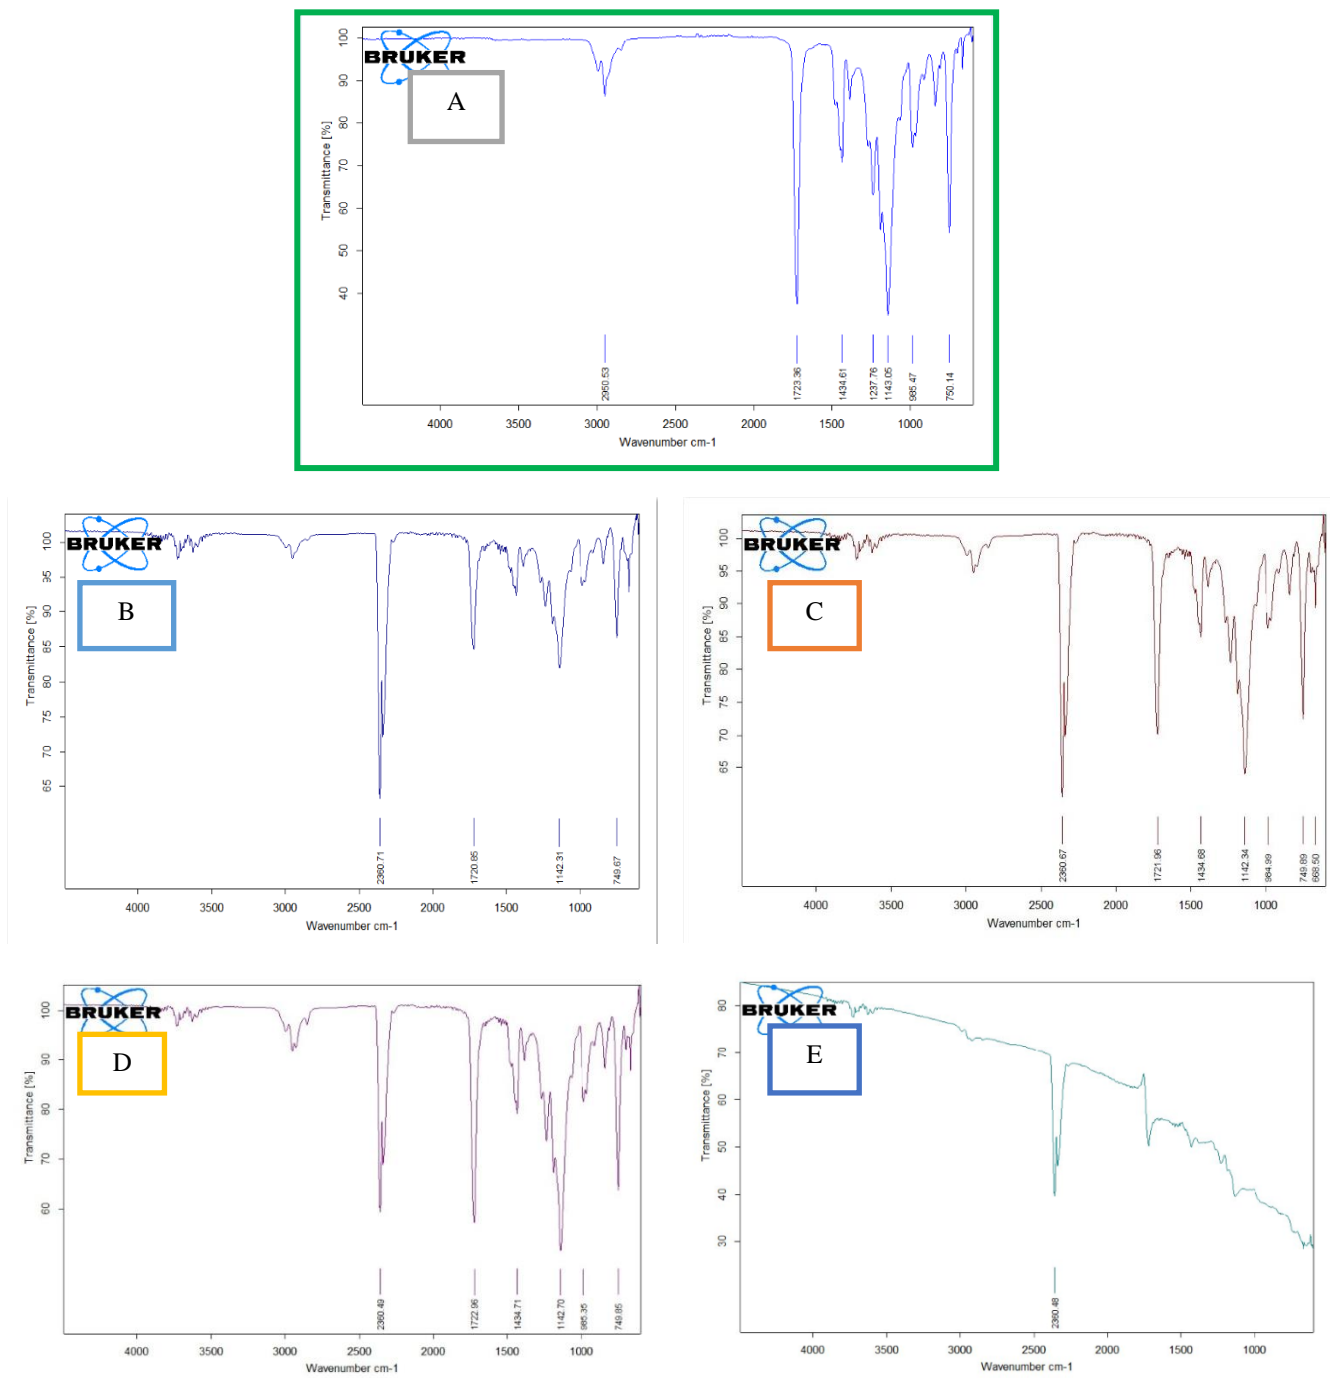 BRUKER
A
Transmittance [%]
100
90
80
70
60
50
40
2950.53
1723.36
1434.61
1237.76
1143.05
985.47
750.14
4000 3500 3000 2500 2000 1500 1000
Wavenumber cm-1
BRUKER
B
Transmittance [%]
100
95
90
85
80
75
70
65
2360.71
1720.85
1142.31
749.67
4000 3500 3000 2500 2000 1500 1000
Wavenumber cm-1
BRUKER
C
Transmittance [%]
100
95
90
85
80
75
70
65
2360.67
1721.96
1434.68
1142.34
984.99
749.89
668.50
4000 3500 3000 2500 2000 1500 1000
Wavenumber cm-1
BRUKER
D
Transmittance [%]
100
90
80
70
60
2360.49
1722.96
1434.71
1142.70
985.35
749.85
4000 3500 3000 2500 2000 1500 1000
Wavenumber cm-1
BRUKER
E
Transmittance [%]
80
70
60
50
40
30
2360.48
4000 3500 3000 2500 2000 1500 1000
Wavenumber cm-1